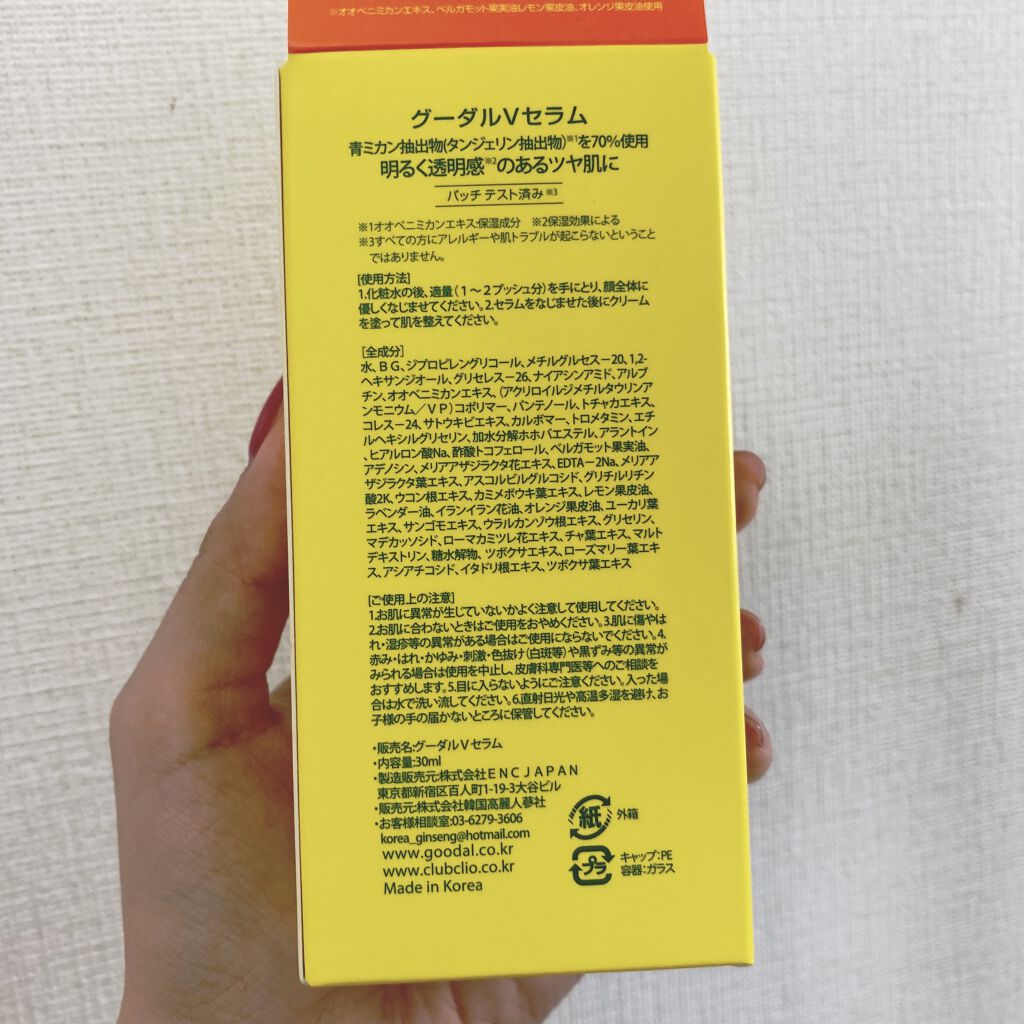 ※オオベニミカンエキス、ベルガモット果実油レモン果皮油、オレンジ果皮油使用
グーダルVセラム
青ミカン抽出物(タンジェリン抽出物)※1を70%使用
明るく透明感※2のあるツヤ肌に
パッチ テスト済み※3
※1オオベニミカンエキス:保湿成分 ※2保湿効果による
※3すべての方にアレルギーや肌トラブルが起こらないということ
ではありません。
[使用方法]
1.化粧水の後、適量(1～2プッシュ分)を手にとり、顔全体に
優しくなじませてください。2.セラムをなじませた後にクリーム
を塗って肌を整えてください。
[全成分]
水、BG、ジプロピレングリコール、メチルグルセス-20、1,2-
ヘキサンジオール、グリセレス-26、ナイアシンアミド、アルブ
チン、オオベニミカンエキス、(アクリロイルジメチルタウリンア
ンモニウム/VP)コポリマー、パンテノール、トチャカエキス、
コレス-24、サトウキビエキス、カルボマー、トロメタミン、エチ
ルヘキシルグリセリン、加水分解ホホバエステル、アラントイン
、ヒアルロン酸Na、酢酸トコフェロール、ベルガモット果実油、
アデノシン、メリアアザジラクタ花エキス、EDTA-2Na、メリアア
ザジラクタ葉エキス、アスコルビルグルコシド、グリチルリチン
酸2K、ウコン根エキス、カミメボウキ葉エキス、レモン果皮油、
ラベンダー油、イランイラン花油、オレンジ果皮油、ユーカリ葉
エキス、サンゴモエキス、ウラルカンゾウ根エキス、グリセリン、
マデカッソシド、ローマカミツレ花エキス、チャ葉エキス、マルト
デキストリン、糖水解物、ツボクサエキス、ローズマリー葉エキ
ス、アシアチコシド、イタドリ根エキス、ツボクサ葉エキス
[ご使用上の注意]
1.お肌に異常が生じていないかよく注意して使用してください。
2.お肌に合わないときはご使用をおやめください。3.肌に傷やは
れ・湿疹等の異常がある場合はご使用にならないでください。4.
赤み・はれ・かゆみ・刺激・色抜け(白斑等)や黒ずみ等の異常が
みられる場合は使用を中止し、皮膚科専門医等へのご相談を
おすすめします。5.目に入らないようにご注意ください。入った場
合は水で洗い流してください。6.直射日光や高温多湿を避け、お
子様の手の届かないところに保管してください。
・販売名:グーダルVセラム
・内容量:30ml
・製造販売元:株式会社ENCJAPAN
東京都新宿区百人町1-19-3大谷ビル
・販売元:株式会社韓国高麗人蔘社
・お客様相談室:03-6279-3606
korea_ginseng@hotmail.com
www.goodal.co.kr
www.clubclio.co.kr
Made in Korea
紙 外箱
プラ キャップ:PE
容器:ガラス